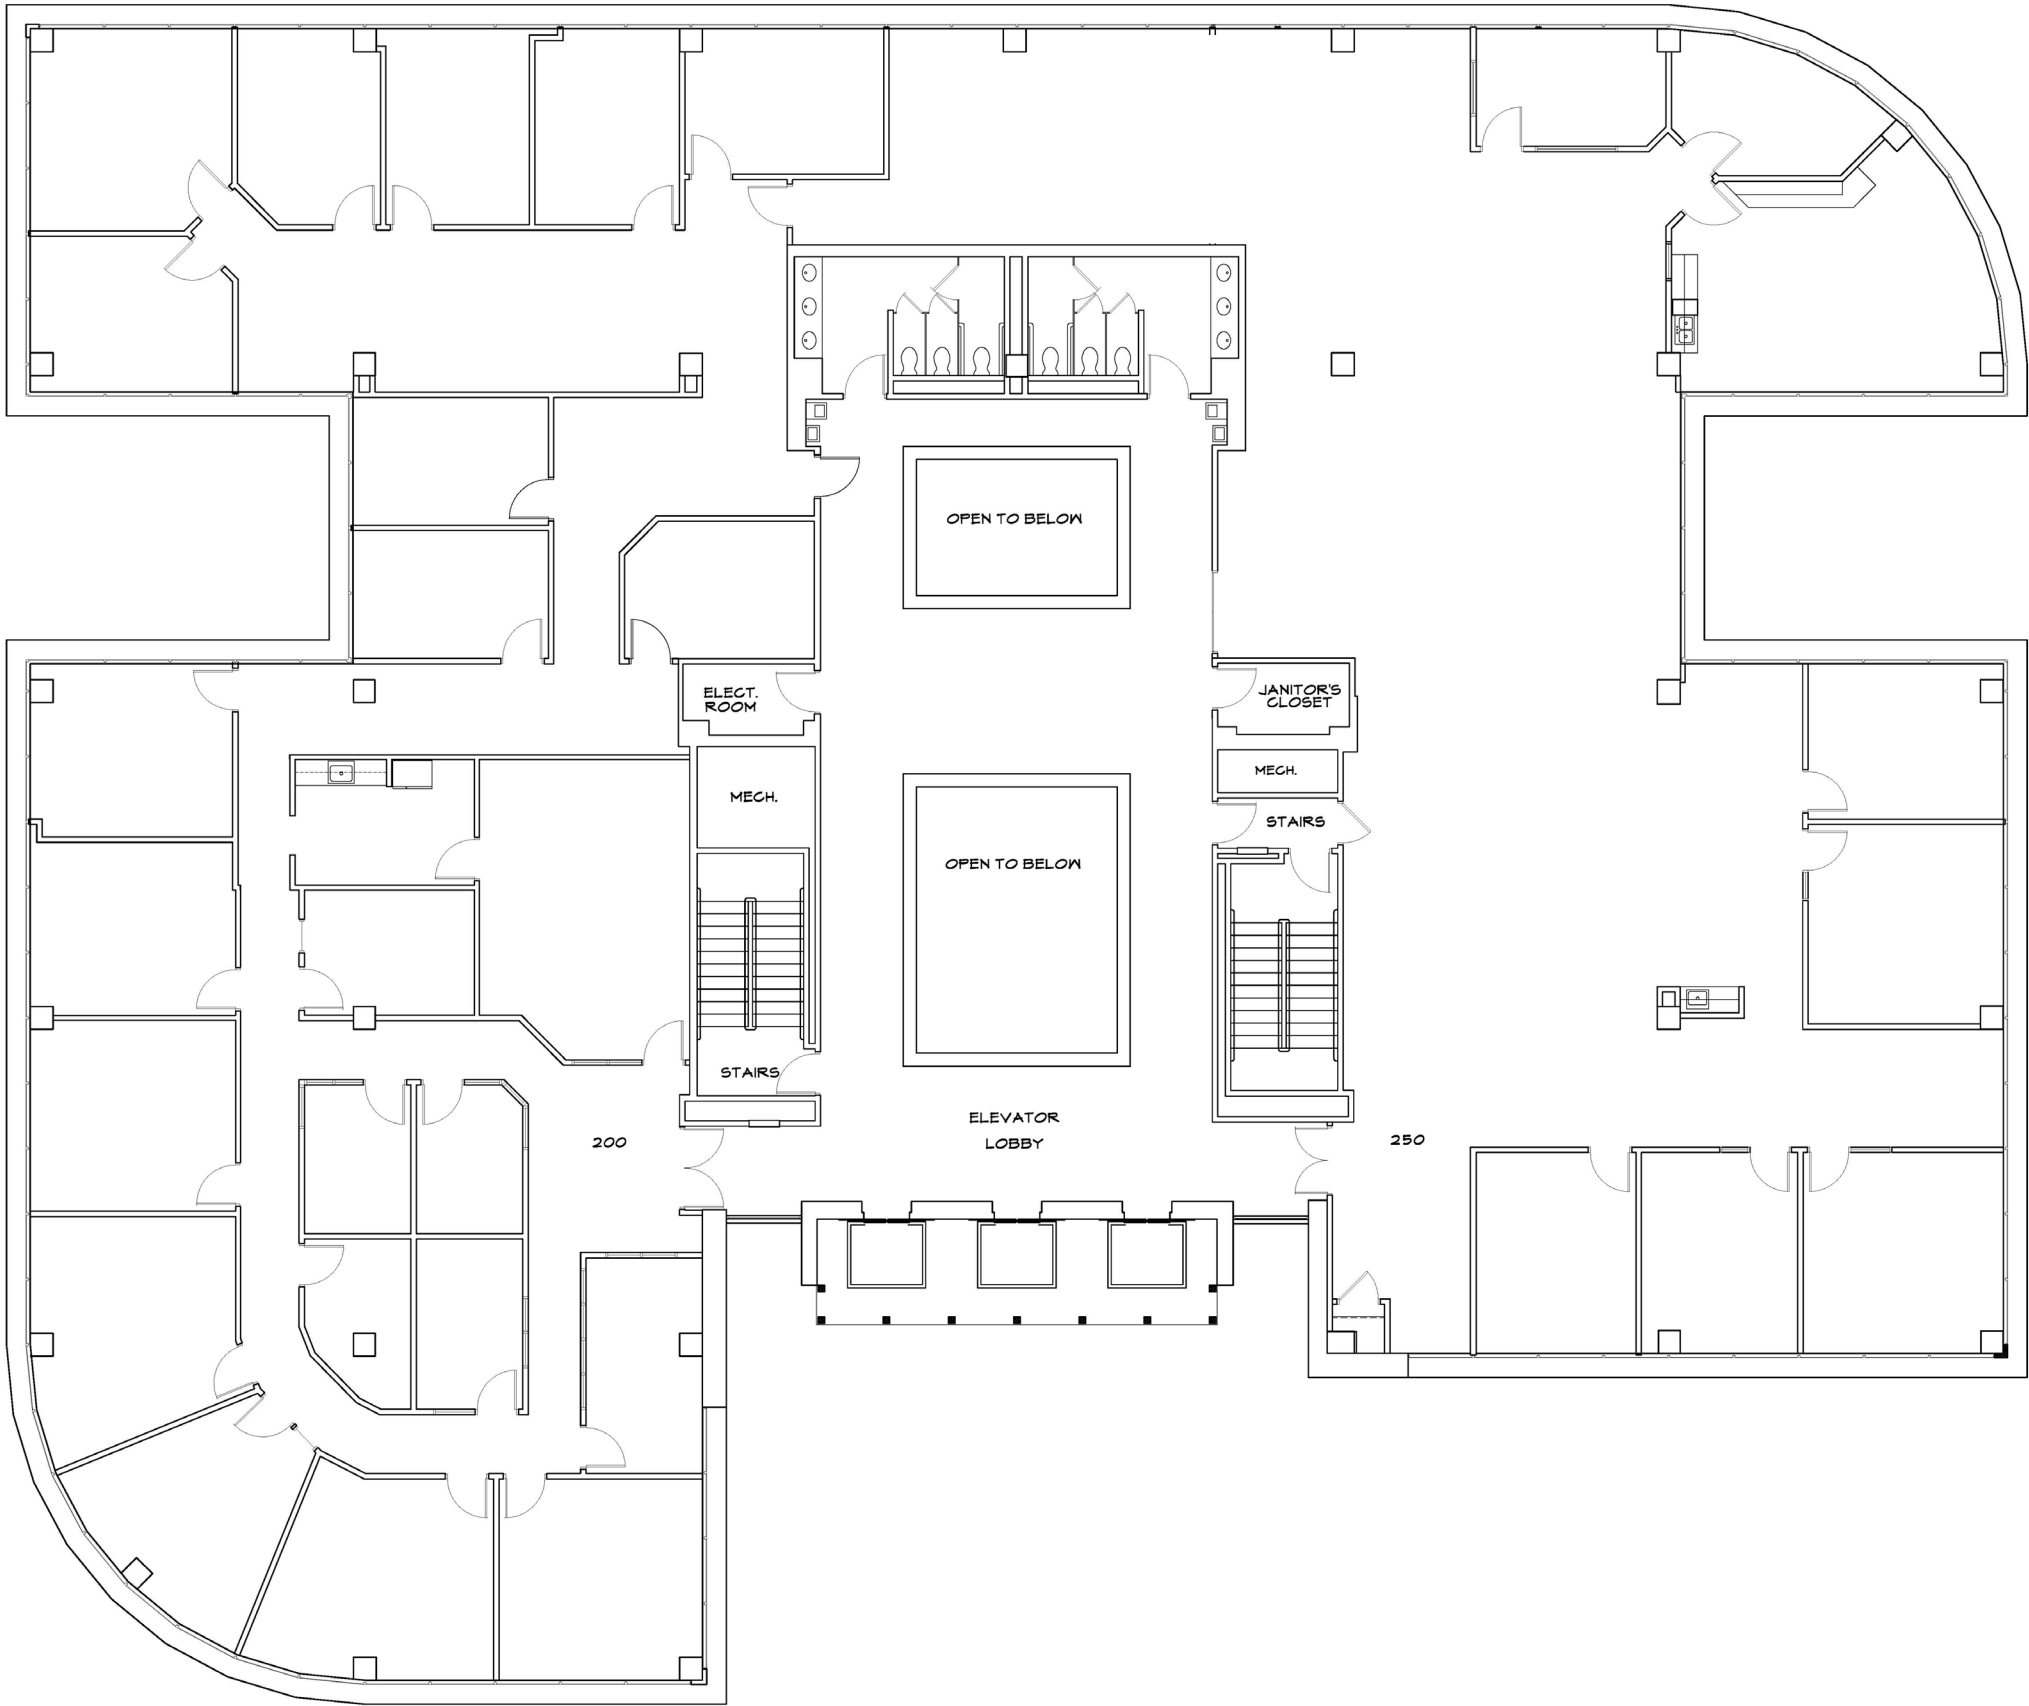 OPEN TO BELOW
ELECT.
ROOM
JANITOR'S
CLOSET
MECH.
MECH.
STAIRS
OPEN TO BELOW
STAIRS
ELEVATOR
LOBBY
200
250